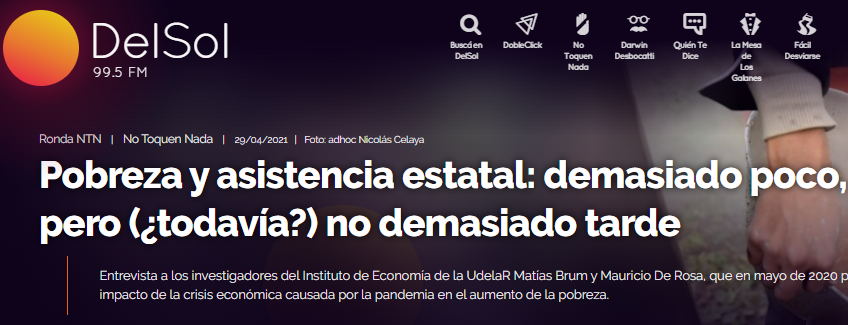 DelSol
99.5 FM
Buscá en
DelSol
DobleClick
No
Toquen
Nada
Darwin
Desbocatti
Quién Te
Dice
La Mesa
de
Los
Galanes
Fácil
Desviarse
Ronda NTN | No Toquen Nada | 29/04/2021 | Foto: adhoc Nicolás Celaya
Pobreza y asistencia estatal: demasiado poco,
pero (¿todavía?) no demasiado tarde
Entrevista a los investigadores del Instituto de Economía de la UdelaR Matías Brum y Mauricio De Rosa, que en mayo de 2020 p
impacto de la crisis económica causada por la pandemia en el aumento de la pobreza.